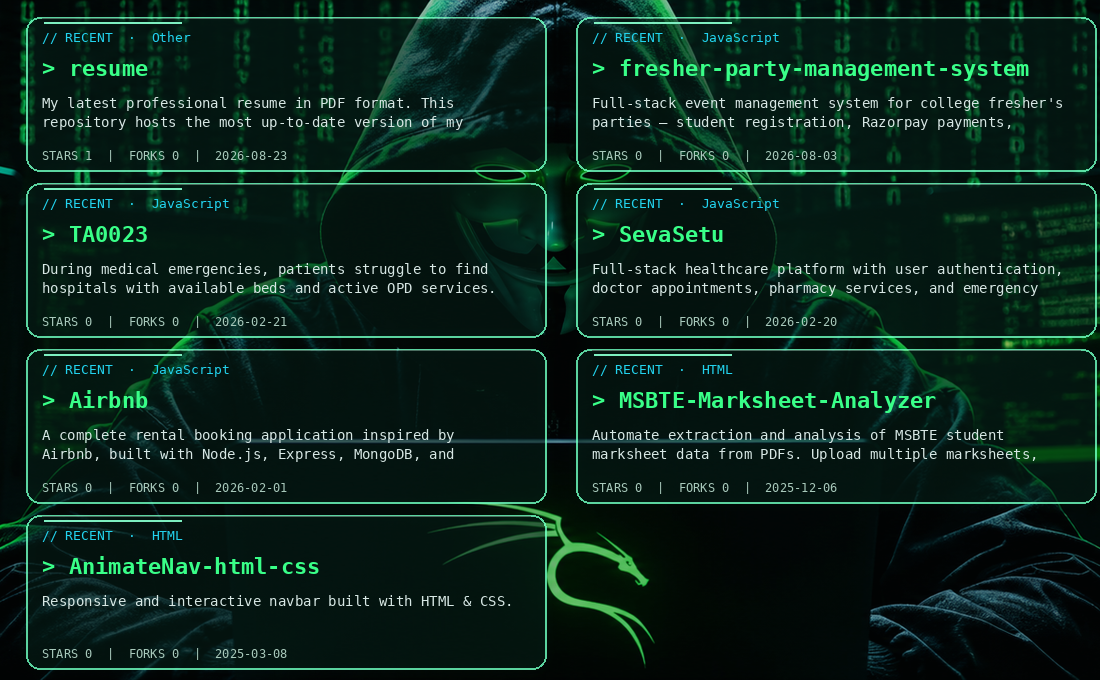 // RECENT · Other
> resume
My latest professional resume in PDF format. This
repository hosts the most up-to-date version of my
STARS 1 | FORKS 0 | 2026-08-23
// RECENT · JavaScript
> fresher-party-management-system
Full-stack event management system for college fresher's
parties — student registration, Razorpay payments,
STARS 0 | FORKS 0 | 2026-08-03
// RECENT · JavaScript
> TA0023
During medical emergencies, patients struggle to find
hospitals with available beds and active OPD services.
STARS 0 | FORKS 0 | 2026-02-21
// RECENT · JavaScript
> SevaSetu
Full-stack healthcare platform with user authentication,
doctor appointments, pharmacy services, and emergency
STARS 0 | FORKS 0 | 2026-02-20
// RECENT · JavaScript
> Airbnb
A complete rental booking application inspired by
Airbnb, built with Node.js, Express, MongoDB, and
STARS 0 | FORKS 0 | 2026-02-01
// RECENT · HTML
> MSBTE-Marksheet-Analyzer
Automate extraction and analysis of MSBTE student
marksheet data from PDFs. Upload multiple marksheets,
STARS 0 | FORKS 0 | 2025-12-06
// RECENT · HTML
> AnimateNav-html-css
Responsive and interactive navbar built with HTML & CSS.
STARS 0 | FORKS 0 | 2025-03-08